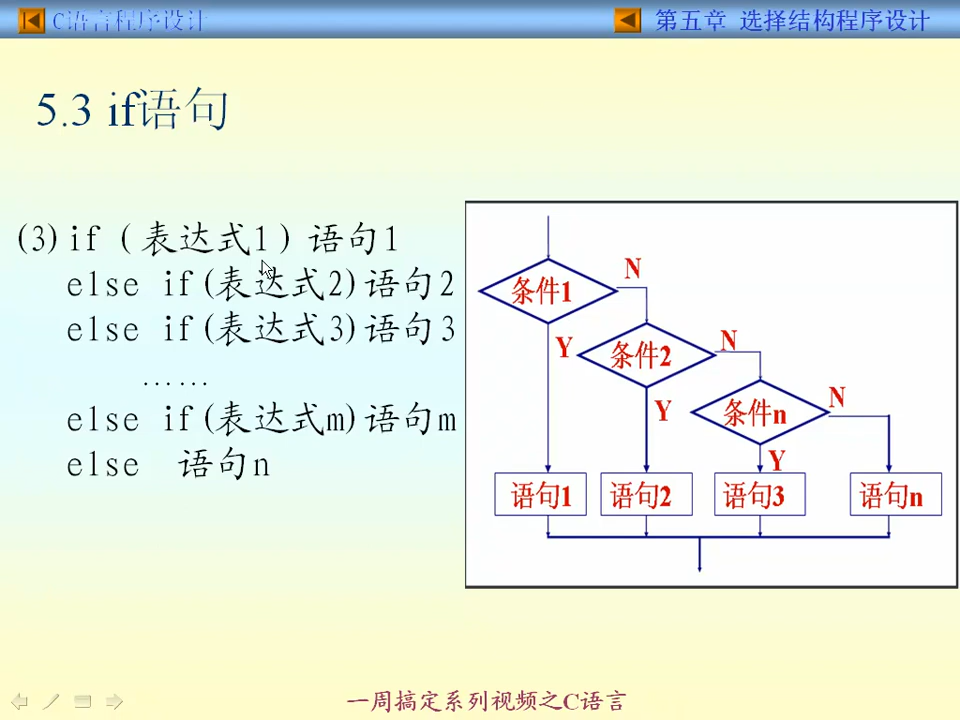 C语言程序设计
第五章 选择结构程序设计
5.3 if语句
(3)if（表达式1）语句1
else if(表达式2)语句2
else if(表达式3)语句3
……
else if(表达式m)语句m
else 语句n
条件1
N
Y
条件2
N
Y
条件n
N
Y
语句1
语句2
语句3
语句n
一周搞定系列视频之C语言